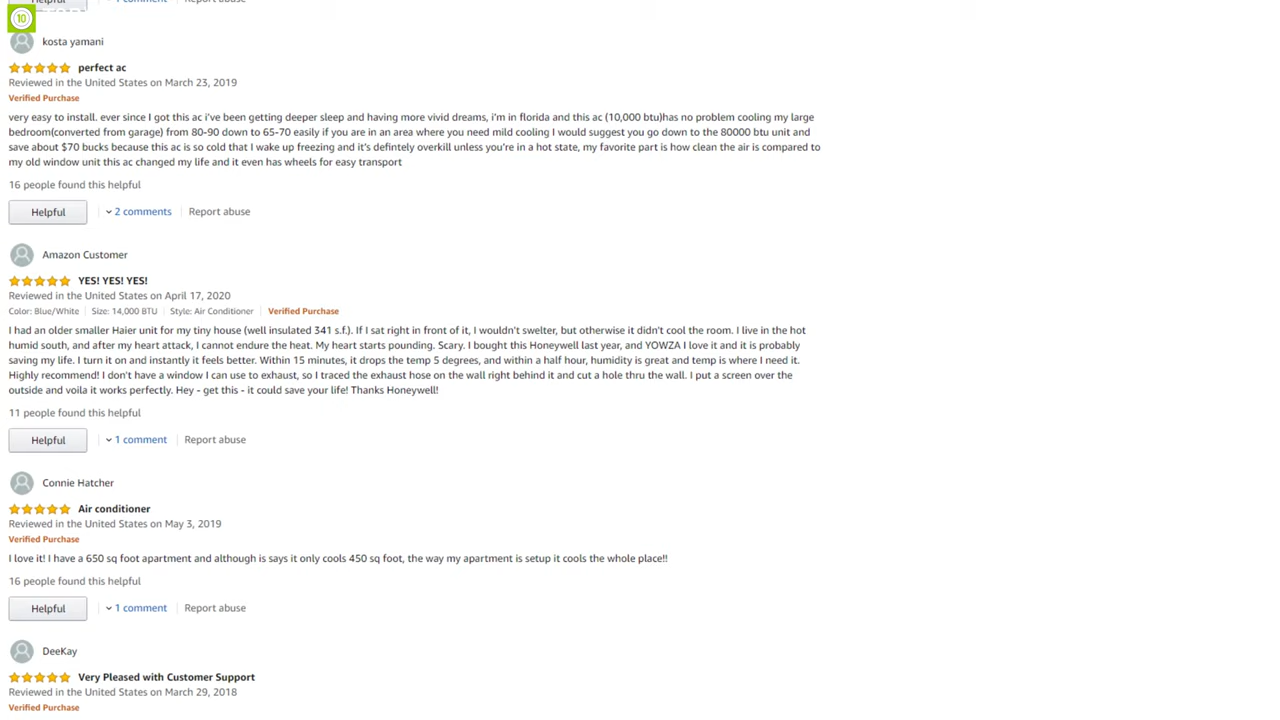 Helpful
1 comment
Report abuse
10
kosta yamani
perfect ac
Reviewed in the United States on March 23, 2019
Verified Purchase
very easy to install. ever since I got this ac i've been getting deeper sleep and having more vivid dreams, i'm in florida and this ac (10,000 btu)has no problem cooling my large
bedroom(converted from garage) from 80-90 down to 65-70 easily if you are in an area where you need mild cooling I would suggest you go down to the 80000 btu unit and
save about $70 bucks because this ac is so cold that I wake up freezing and it's defintely overkill unless you're in a hot state, my favorite part is how clean the air is compared to
my old window unit this ac changed my life and it even has wheels for easy transport
16 people found this helpful
Helpful 2 comments Report abuse
Amazon Customer
YES! YES! YES!
Reviewed in the United States on April 17, 2020
Color: Blue/White Size: 14,000 BTU Style: Air Conditioner Verified Purchase
I had an older smaller Haier unit for my tiny house (well insulated 341 s.f.). If I sat right in front of it, I wouldn't swelter, but otherwise it didn't cool the room. I live in the hot
humid south, and after my heart attack, I cannot endure the heat. My heart starts pounding. Scary. I bought this Honeywell last year, and YOWZA I love it and it is probably
saving my life. I turn it on and instantly it feels better. Within 15 minutes, it drops the temp 5 degrees, and within a half hour, humidity is great and temp is where I need it.
Highly recommend! I don't have a window I can use to exhaust, so I traced the exhaust hose on the wall right behind it and cut a hole thru the wall. I put a screen over the
outside and voila it works perfectly. Hey - get this - it could save your life! Thanks Honeywell!
11 people found this helpful
Helpful 1 comment Report abuse
Connie Hatcher
Air conditioner
Reviewed in the United States on May 3, 2019
Verified Purchase
I love it! I have a 650 sq foot apartment and although is says it only cools 450 sq foot, the way my apartment is setup it cools the whole place!!
16 people found this helpful
Helpful 1 comment Report abuse
DeeKay
Very Pleased with Customer Support
Reviewed in the United States on March 29, 2018
Verified Purchase